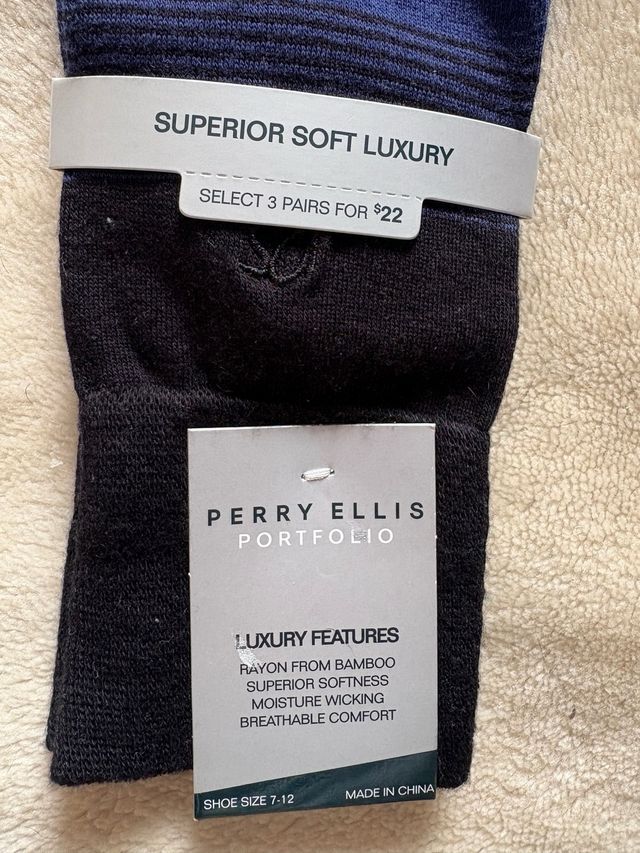 SUPERIOR SOFT LUXURY
SELECT 3 PAIRS FOR $22
PERRY ELLIS
PORTFOLIO
LUXURY FEATURES
RAYON FROM BAMBOO
SUPERIOR SOFTNESS
MOISTURE WICKING
BREATHABLE COMFORT
SHOE SIZE 7-12 MADE IN CHINA